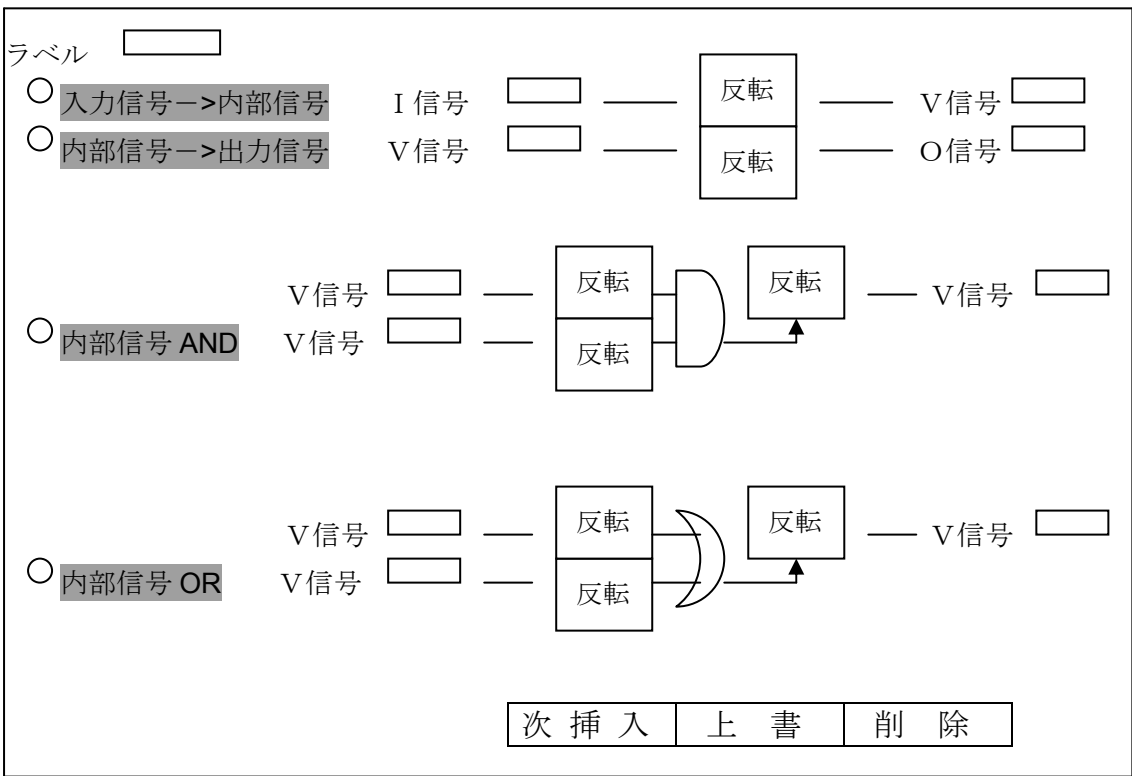 ラベル
入力信号－>内部信号 Ｉ信号 反転 Ｖ信号
内部信号－>出力信号 Ｖ信号 反転 Ｏ信号
Ｖ信号 反転 反転 Ｖ信号
内部信号 AND Ｖ信号 反転
Ｖ信号 反転 反転 Ｖ信号
内部信号 OR Ｖ信号 反転
次 挿 入 上 書 削 除